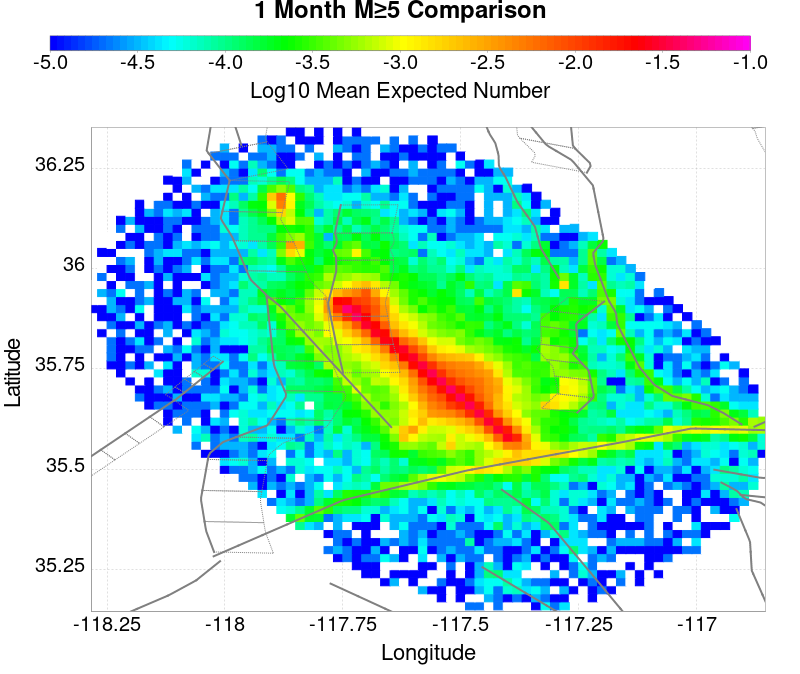 1 Month M≥5 Comparison
-5.0 -4.5 -4.0 -3.5 -3.0 -2.5 -2.0 -1.5 -1.0
Log10 Mean Expected Number
36.25
36
35.75
35.5
35.25
Latitude
-118.25 -118 -117.75 -117.5 -117.25 -117
Longitude